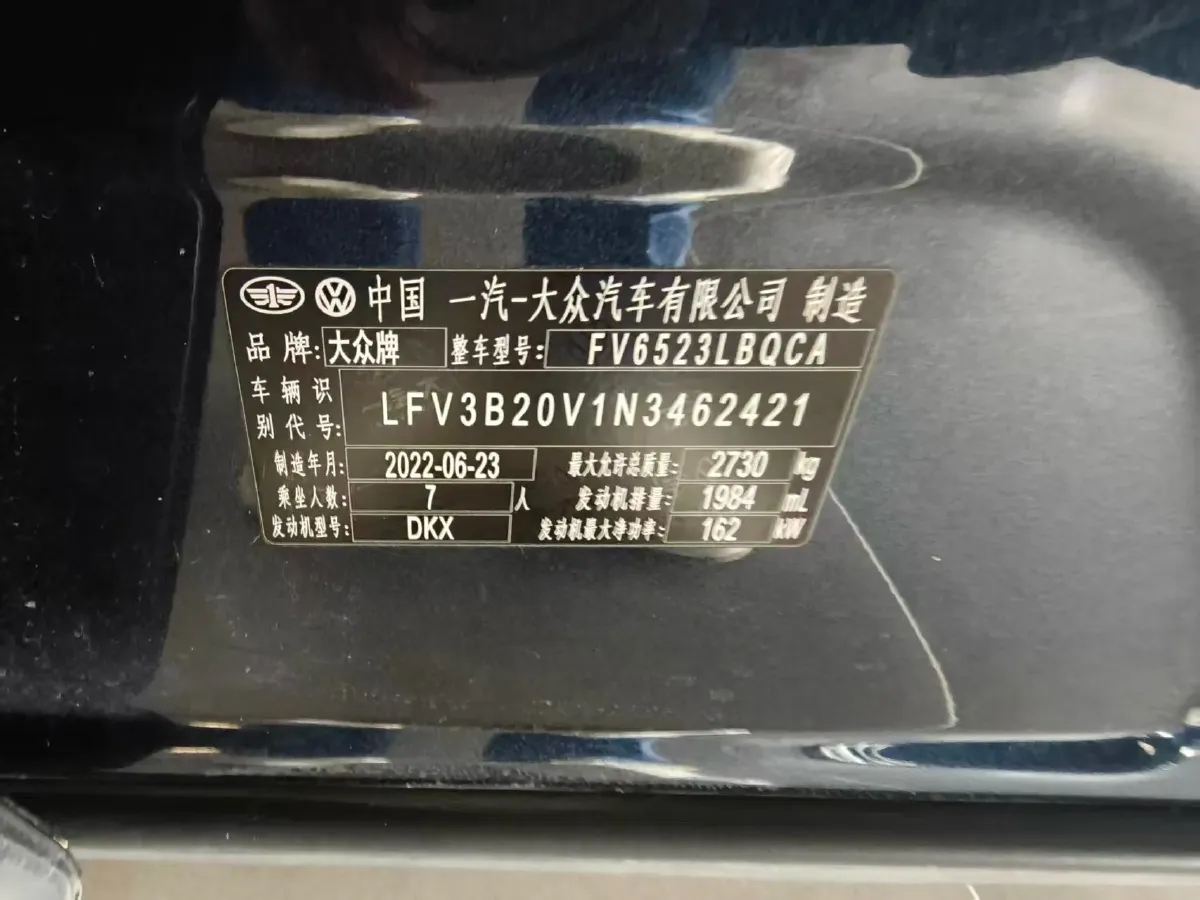 中国 一汽-大众汽车有限公司 制造
品牌: 大众牌 整车型号: FV6523LBQCA
车辆识别代号: LFV3B20V1N3462421
制造年月: 2022-06-23 最大允许总质量: 2730 kg
乘坐人数: 7 人 发动机排量: 1984 mL
发动机型号: DKX 发动机最大净功率: 162 kW